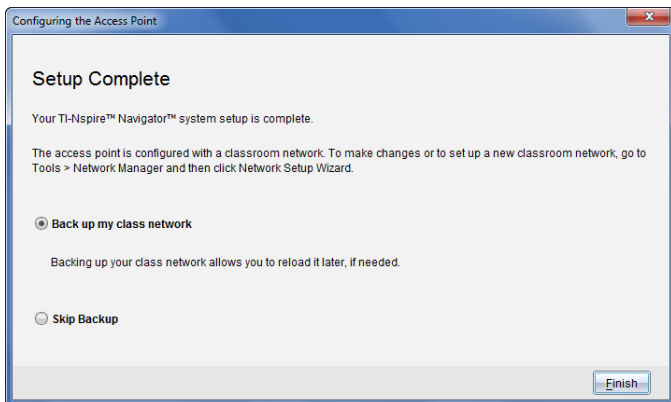 Configuring the Access Point
Setup Complete
Your TI-Nspire™ Navigator™ system setup is complete.
The access point is configured with a classroom network. To make changes or to set up a new classroom network, go to
Tools > Network Manager and then click Network Setup Wizard.
Back up my class network
Backing up your class network allows you to reload it later, if needed.
Skip Backup
Finish